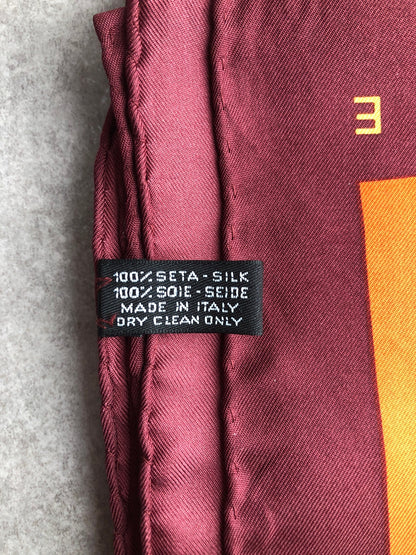 E
100% SETA - SILK
100% SOIE - SEIDE
MADE IN ITALY
DRY CLEAN ONLY